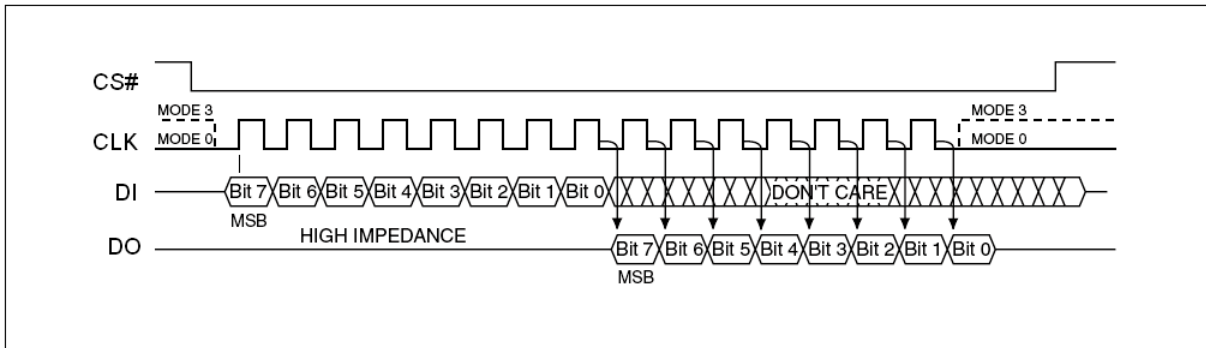 CS#
MODE 3 MODE 3
CLK MODE 0 MODE 0
DI Bit 7 Bit 6 Bit 5 Bit 4 Bit 3 Bit 2 Bit 1 Bit 0 DON'T CARE
MSB
HIGH IMPEDANCE
DO Bit 7 Bit 6 Bit 5 Bit 4 Bit 3 Bit 2 Bit 1 Bit 0
MSB